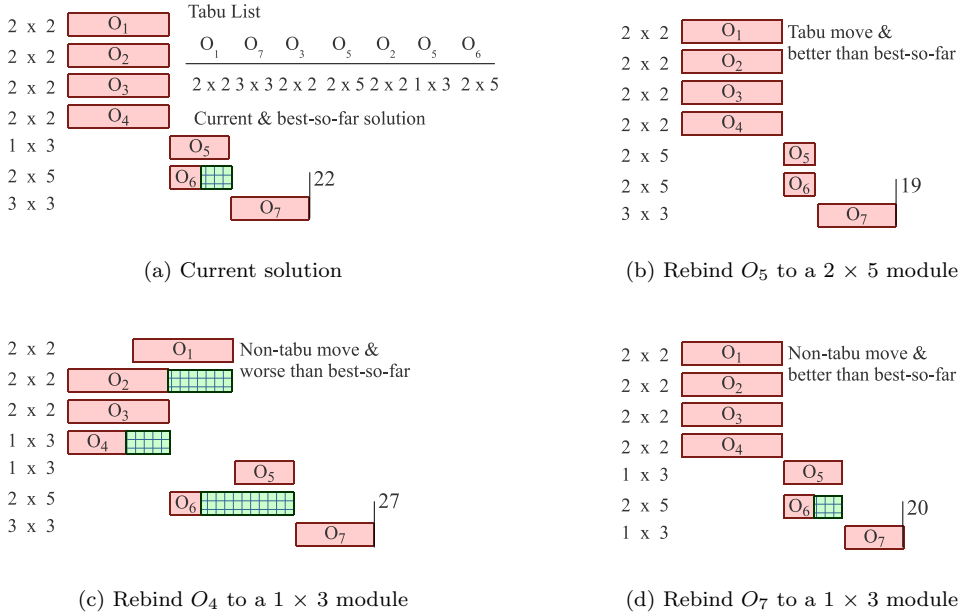 2 x 2 O1
2 x 2 O2
2 x 2 O3
2 x 2 O4
1 x 3 O5
2 x 5 O6
3 x 3 O7
22
Tabu List
O1 O7 O3 O5 O2 O5 O6
2 x 2 3 x 3 2 x 2 2 x 5 2 x 2 1 x 3 2 x 5
Current & best-so-far solution
(a) Current solution
2 x 2 O1
2 x 2 O2
2 x 2 O3
2 x 2 O4
2 x 5 O5
2 x 5 O6
3 x 3 O7
19
Tabu move &
better than best-so-far
(b) Rebind O5 to a 2 × 5 module
2 x 2 O1
2 x 2 O2
2 x 2 O3
1 x 3 O4
1 x 3 O5
2 x 5 O6
3 x 3 O7
27
Non-tabu move &
worse than best-so-far
(c) Rebind O4 to a 1 × 3 module
2 x 2 O1
2 x 2 O2
2 x 2 O3
2 x 2 O4
1 x 3 O5
2 x 5 O6
1 x 3 O7
20
Non-tabu move &
better than best-so-far
(d) Rebind O7 to a 1 × 3 module